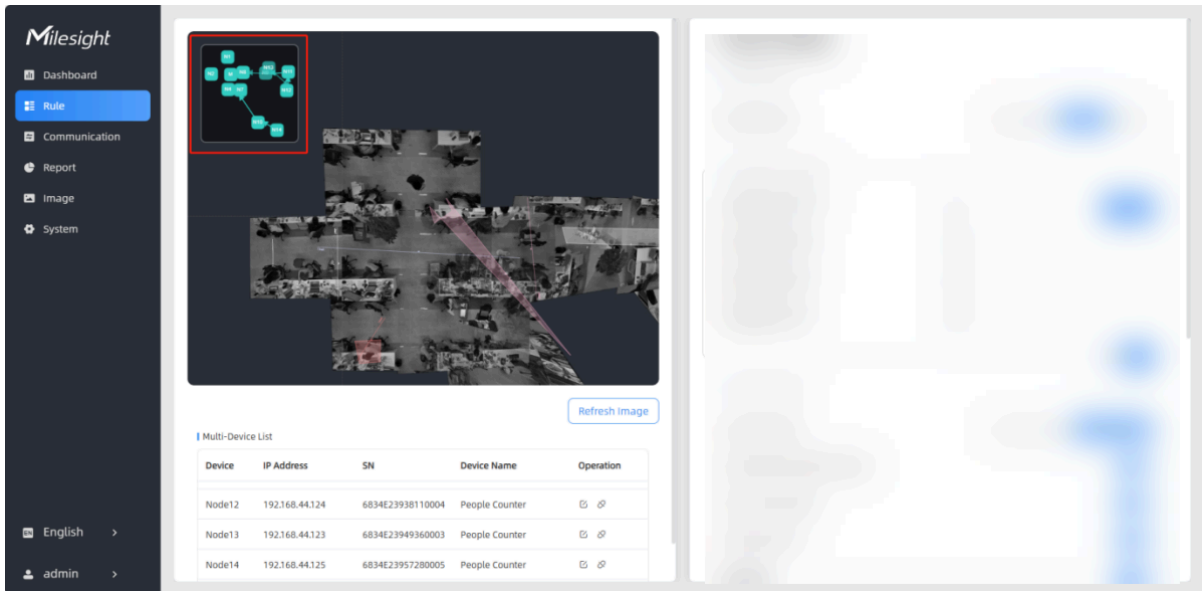 Milesight
Dashboard
Rule
Communication
Report
Image
System
EN English >
admin >
Refresh Image
Multi-Device List
Device IP Address SN Device Name Operation
Node12 192.168.44.124 6834E23938110004 People Counter
Node13 192.168.44.123 6834E23949360003 People Counter
Node14 192.168.44.125 6834E23957280005 People Counter